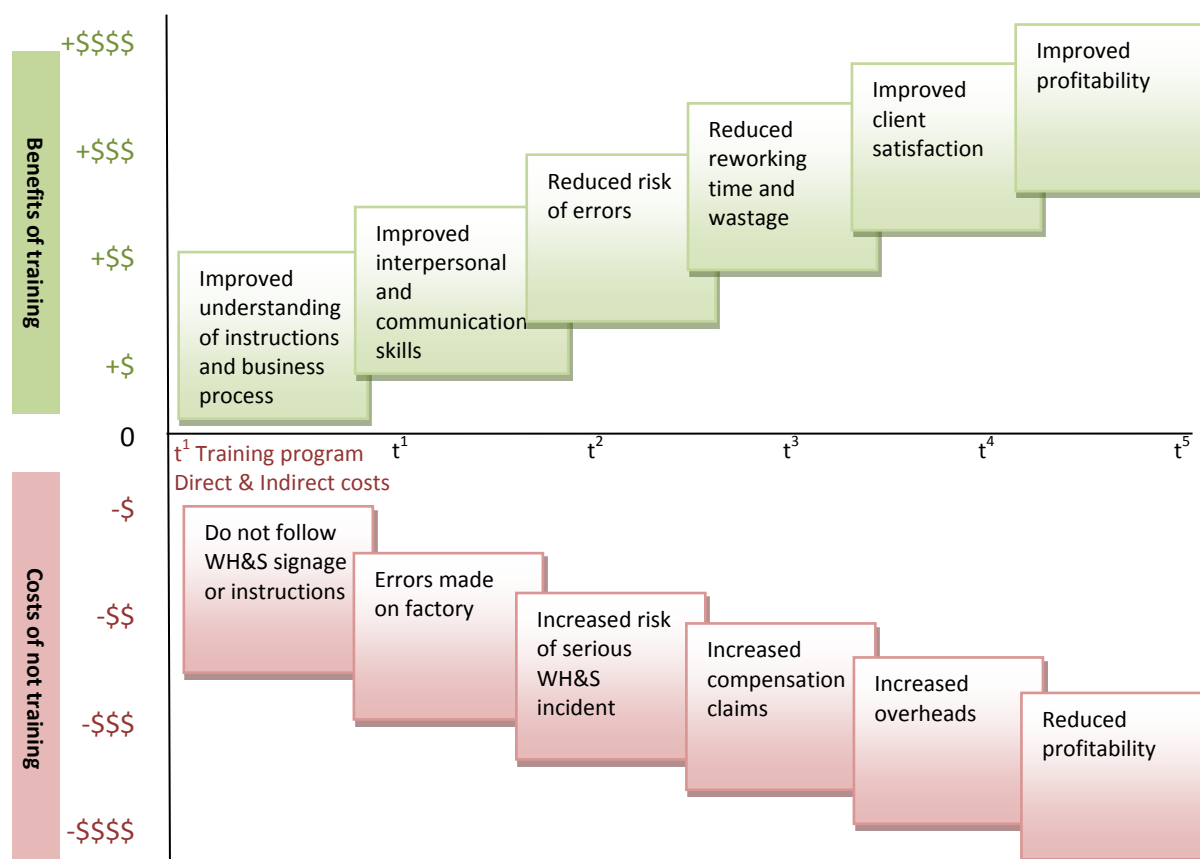 +$$$$
+$$$
+$$
+$
0
-$
-$$
-$$$
-$$$$
Benefits of training
Costs of not training
Improved
understanding
of instructions
and business
process
Improved
interpersonal
and
communication
skills
Reduced risk
of errors
Reduced
reworking
time and
wastage
Improved
client
satisfaction
Improved
profitability
t¹ Training program
Direct & Indirect costs
t¹
t²
t³
t⁴
t⁵
Do not follow
WH&S signage
or instructions
Errors made
on factory
Increased risk
of serious
WH&S
incident
Increased
compensation
claims
Increased
overheads
Reduced
profitability